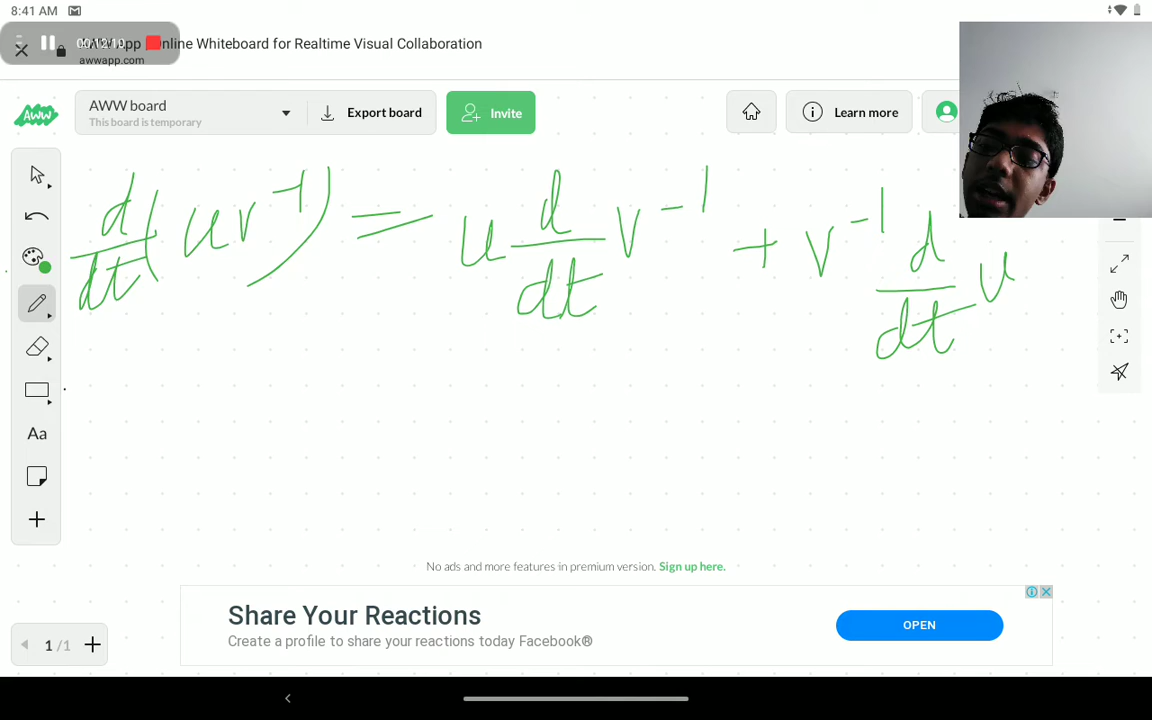 8:41 AM
AWW App Online Whiteboard for Realtime Visual Collaboration
awwapp.com
AWW board
This board is temporary
Export board
Invite
Learn more
d/dt(uv⁻¹) = u d/dt v⁻¹ + v⁻¹ d/dt u
Aa
No ads and more features in premium version. Sign up here.
Share Your Reactions
Create a profile to share your reactions today Facebook®
OPEN
1 /1